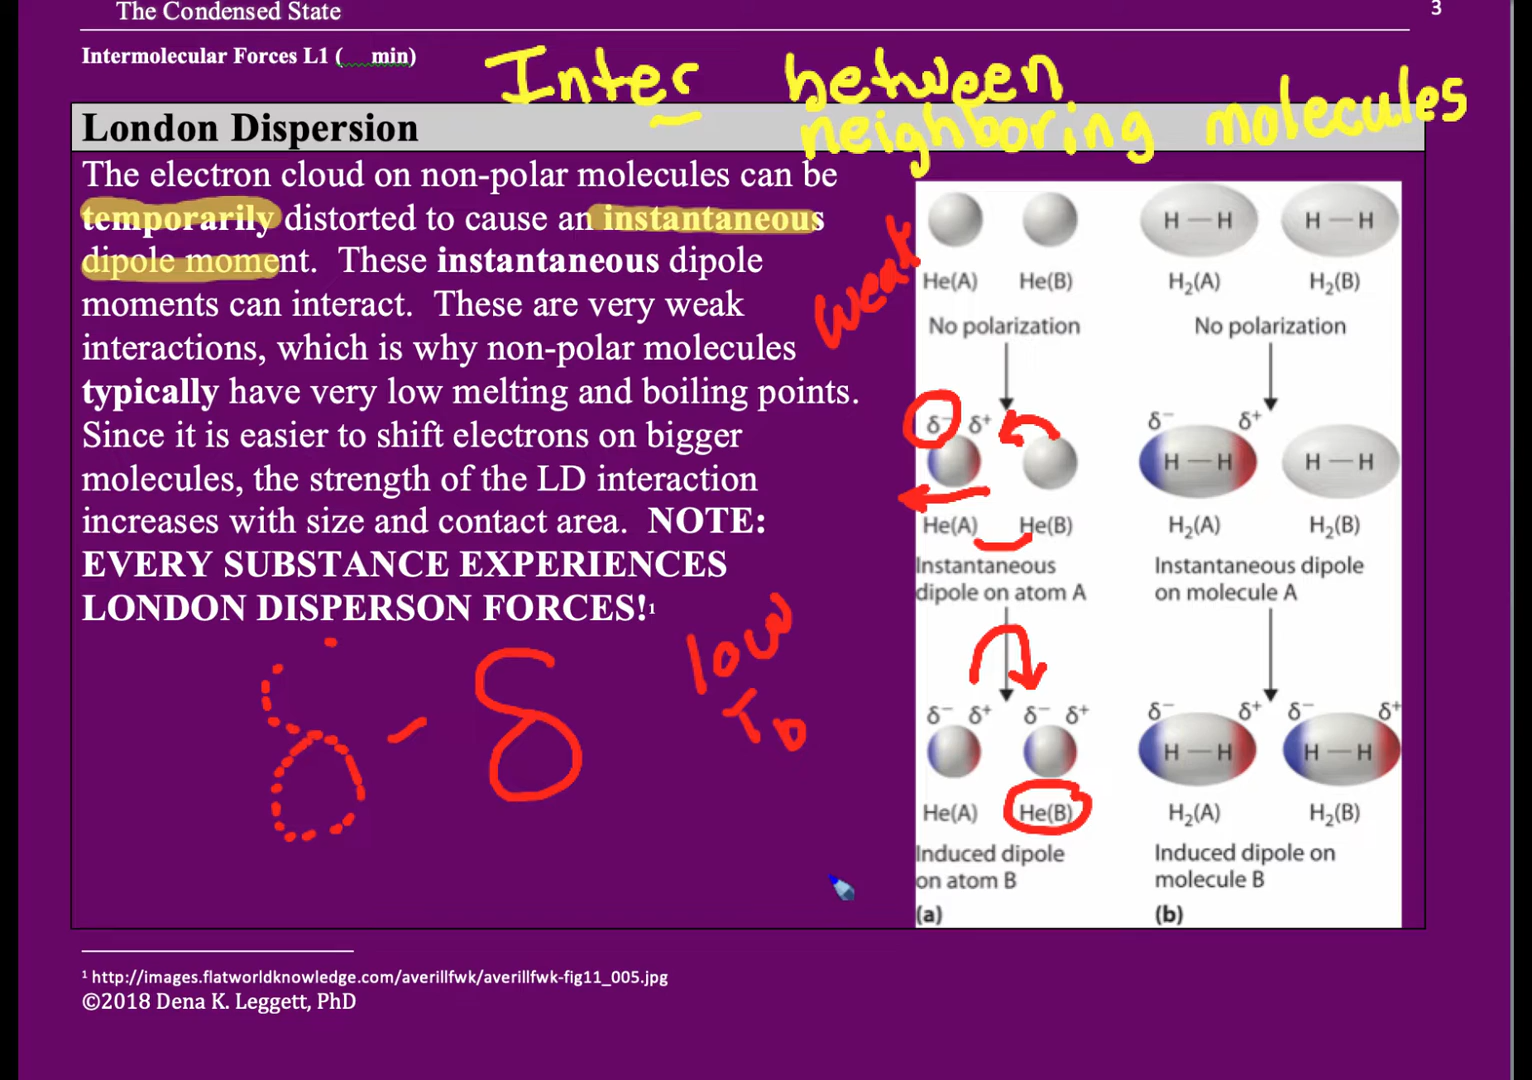 The Condensed State
3
Intermolecular Forces L1 (___min)
Inter between
neighboring molecules
London Dispersion
The electron cloud on non-polar molecules can be
temporarily distorted to cause an instantaneous
dipole moment. These instantaneous dipole
moments can interact. These are very weak
interactions, which is why non-polar molecules
typically have very low melting and boiling points.
Since it is easier to shift electrons on bigger
molecules, the strength of the LD interaction
increases with size and contact area. NOTE:
EVERY SUBSTANCE EXPERIENCES
LONDON DISPERSON FORCES!¹
weak
δ - δ
low
Tb
H — H H — H
He(A) He(B) H₂(A) H₂(B)
No polarization No polarization
δ⁻ δ⁺ δ⁻ δ⁺
H — H H — H
He(A) He(B) H₂(A) H₂(B)
Instantaneous Instantaneous dipole
dipole on atom A on molecule A
δ⁻ δ⁺ δ⁻ δ⁺ δ⁻ δ⁺ δ⁻ δ⁺
H — H H — H
He(A) He(B) H₂(A) H₂(B)
Induced dipole Induced dipole on
on atom B molecule B
(a) (b)
¹ http://images.flatworldknowledge.com/averillfwk/averillfwk-fig11_005.jpg
©2018 Dena K. Leggett, PhD